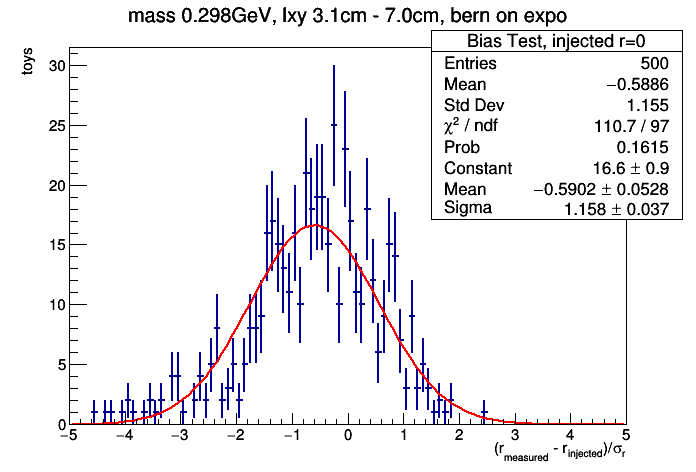 mass 0.298GeV, lxy 3.1cm - 7.0cm, bern on expo
toys
Bias Test, injected r=0
Entries 500
Mean −0.5886
Std Dev 1.155
χ² / ndf 110.7 / 97
Prob 0.1615
Constant 16.6 ± 0.9
Mean −0.5902 ± 0.0528
Sigma 1.158 ± 0.037
30
25
20
15
10
5
0
−5 −4 −3 −2 −1 0 1 2 3 4 5
(r_measured - r_injected)/σ_r